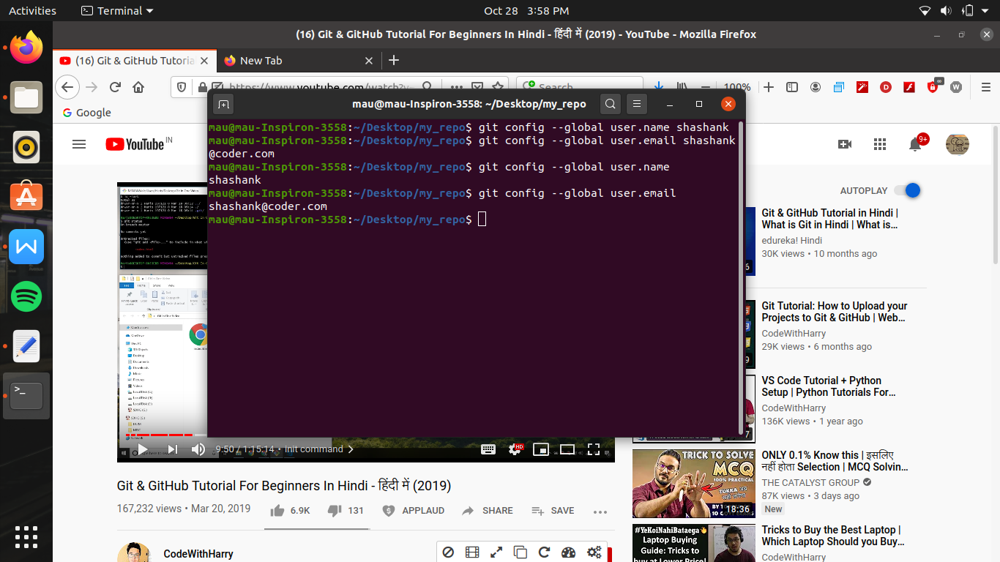 Activities
Terminal
Oct 28 3:58 PM
(16) Git & GitHub Tutorial For Beginners In Hindi - हिंदी में (2019) - YouTube - Mozilla Firefox
(16) Git & GitHub Tutoria
New Tab
https://www.youtube.com/watch?v=
Search
100%
Google
YouTube IN
9+
mau@mau-Inspiron-3558: ~/Desktop/my_repo
mau@mau-Inspiron-3558:~/Desktop/my_repo$ git config --global user.name shashank
mau@mau-Inspiron-3558:~/Desktop/my_repo$ git config --global user.email shashank
@coder.com
mau@mau-Inspiron-3558:~/Desktop/my_repo$ git config --global user.name
shashank
mau@mau-Inspiron-3558:~/Desktop/my_repo$ git config --global user.email
shashank@coder.com
mau@mau-Inspiron-3558:~/Desktop/my_repo$
$ git status
On branch master
No commits yet
Untracked files:
9:50 / 1:15:14 • init command
HD
Git & GitHub Tutorial For Beginners In Hindi - हिंदी में (2019)
167,232 views • Mar 20, 2019
6.9K
131
APPLAUD
SHARE
SAVE
CodeWithHarry
AUTOPLAY
Git & GitHub Tutorial in Hindi |
What is Git in Hindi | What is...
edureka! Hindi
30K views • 10 months ago
Git Tutorial: How to Upload your
Projects to Git & GitHub | Web...
CodeWithHarry
29K views • 6 months ago
VS Code Tutorial + Python
Setup | Python Tutorials For...
CodeWithHarry
136K views • 1 year ago
TRICK TO SOLVE
MCQ
100% PRACTICAL
18:36
ONLY 0.1% Know this | इसलिए
नहीं होता Selection | MCQ Solvin...
THE CATALYST GROUP
87K views • 3 days ago
New
#YeKoiNahiBataega
Laptop Buying
Guide: Tricks to
buy at Lower Price!
Tricks to Buy the Best Laptop |
Which Laptop Should you Buy...
CodeWithHarry